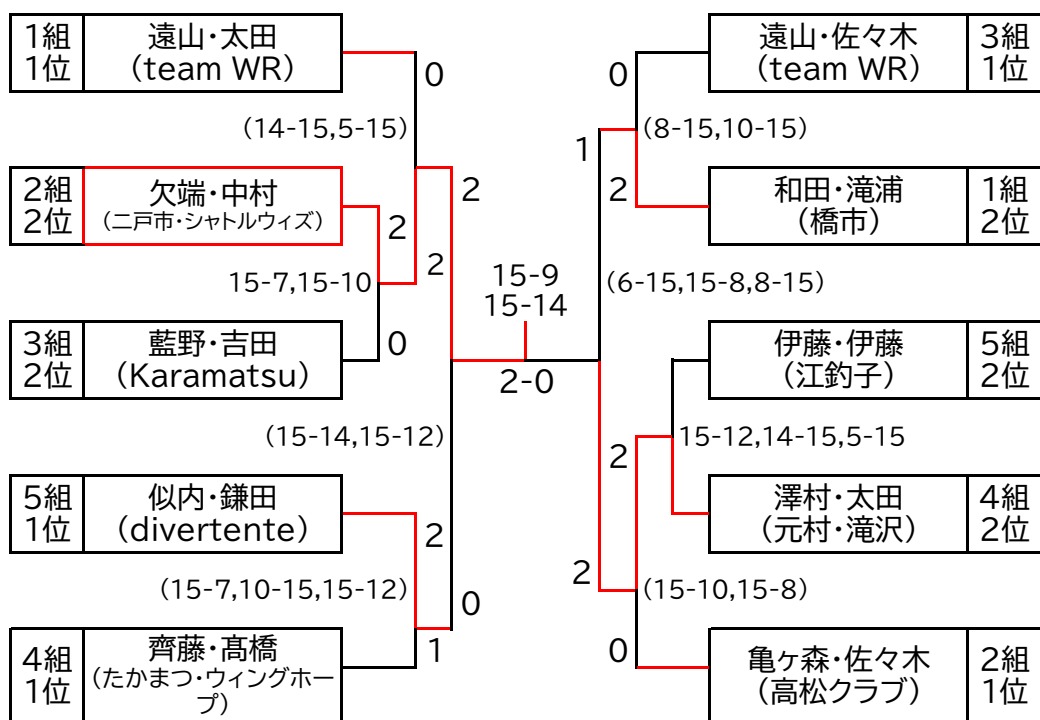 1組
1位
遠山・太田
(team WR)
0
(14-15,5-15)
2組
2位
欠端・中村
(二戸市・シャトルウィズ)
2
2
2
15-7,15-10
3組
2位
藍野・吉田
(Karamatsu)
0
(15-14,15-12)
5組
1位
似内・鎌田
(divertente)
2
(15-7,10-15,15-12)
0
4組
1位
齊藤・髙橋
(たかまつ・ウィングホー
プ)
1
15-9
15-14
2-0
遠山・佐々木
(team WR)
3組
1位
0
(8-15,10-15)
1
2
和田・滝浦
(橋市)
1組
2位
(6-15,15-8,8-15)
伊藤・伊藤
(江釣子)
5組
2位
15-12,14-15,5-15
2
澤村・太田
(元村・滝沢)
4組
2位
2
(15-10,15-8)
0
亀ヶ森・佐々木
(高松クラブ)
2組
1位